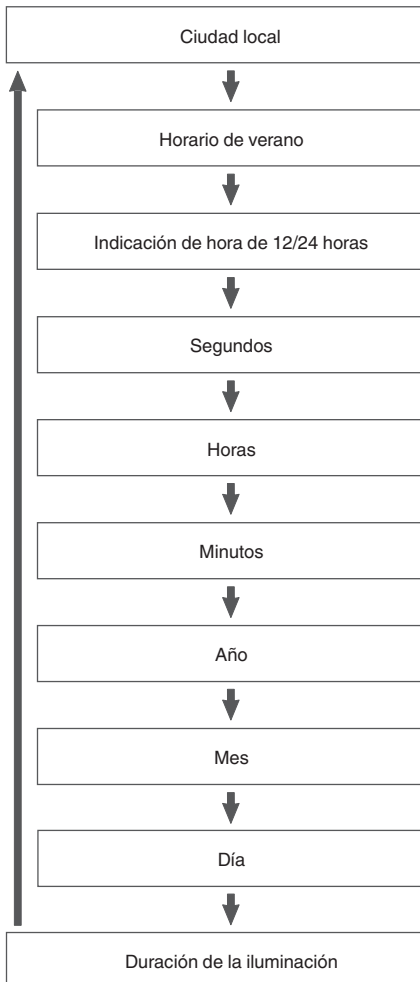 Ciudad local
Horario de verano
Indicación de hora de 12/24 horas
Segundos
Horas
Minutos
Año
Mes
Día
Duración de la iluminación